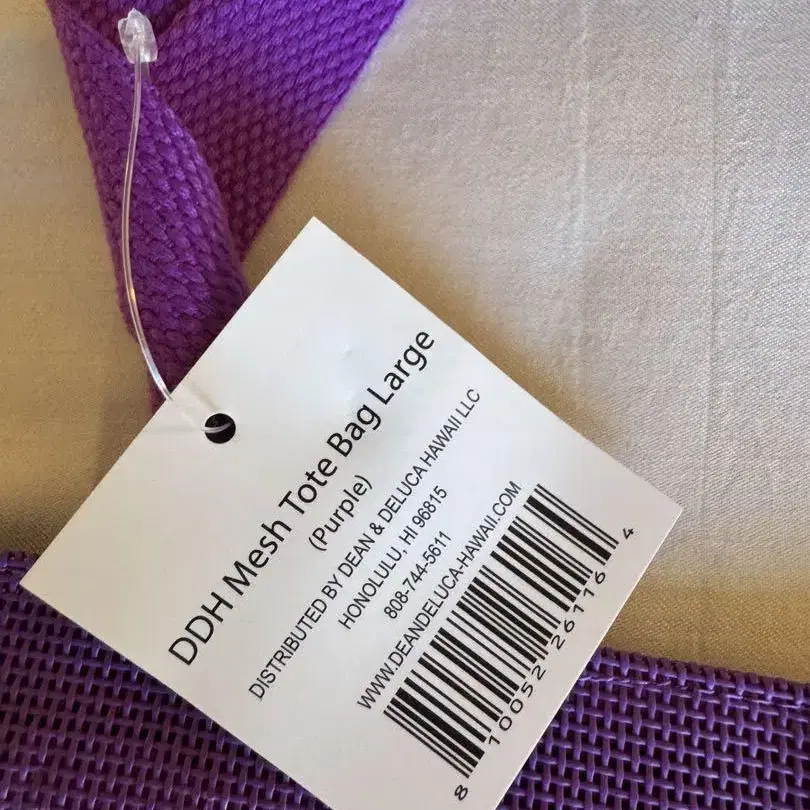 DDH Mesh Tote Bag Large
(Purple)
DISTRIBUTED BY DEAN & DELUCA HAWAII LLC
HONOLULU, HI 96815
808-744-5611
WWW.DEANDELUCA-HAWAII.COM
8 10052 26116 4